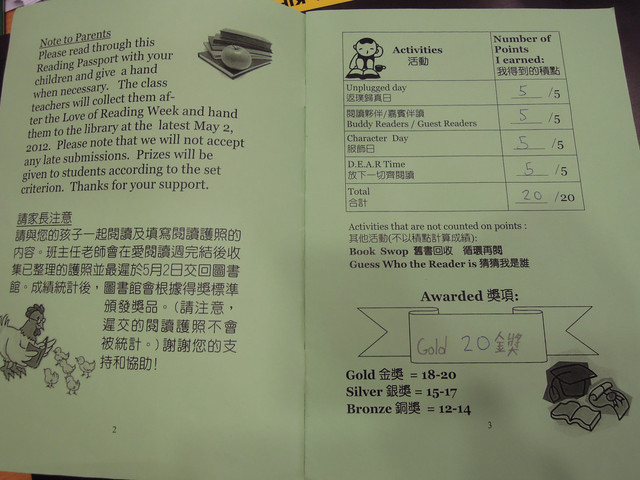 Note to Parents
Please read through this
Reading Passport with your
children and give a hand
when necessary. The class
teachers will collect them af-
ter the Love of Reading Week and hand
them to the library at the latest May 2,
2012. Please note that we will not accept
any late submissions. Prizes will be
given to students according to the set
criterion. Thanks for your support.
請家長注意
請與您的孩子一起閱讀及填寫閱讀護照的
內容。班主任老師會在愛閱讀週完結後收
集已整理的護照並最遲於5月2日交回圖書
館。成績統計後，圖書館會根據得獎標準
頒發獎品。(請注意，
遲交的閱讀護照不會
被統計。)謝謝您的支
持和協助!
2
Activities
活動
Number of
Points
I earned:
我得到的積點
Unplugged day
返璞歸真日
5 /5
閱讀夥伴/嘉賓伴讀
Buddy Readers / Guest Readers
5 /5
Character Day
服飾日
5 /5
D.E.A.R Time
放下一切齊閱讀
5 /5
Total
合計
20 /20
Activities that are not counted on points :
其他活動(不以積點計算成績):
Book Swop 舊書回收 循環再閱
Guess Who the Reader is 猜猜我是誰
Awarded 獎項:
Gold 20 金獎
Gold 金獎 = 18-20
Silver 銀獎 = 15-17
Bronze 銅獎 = 12-14
3